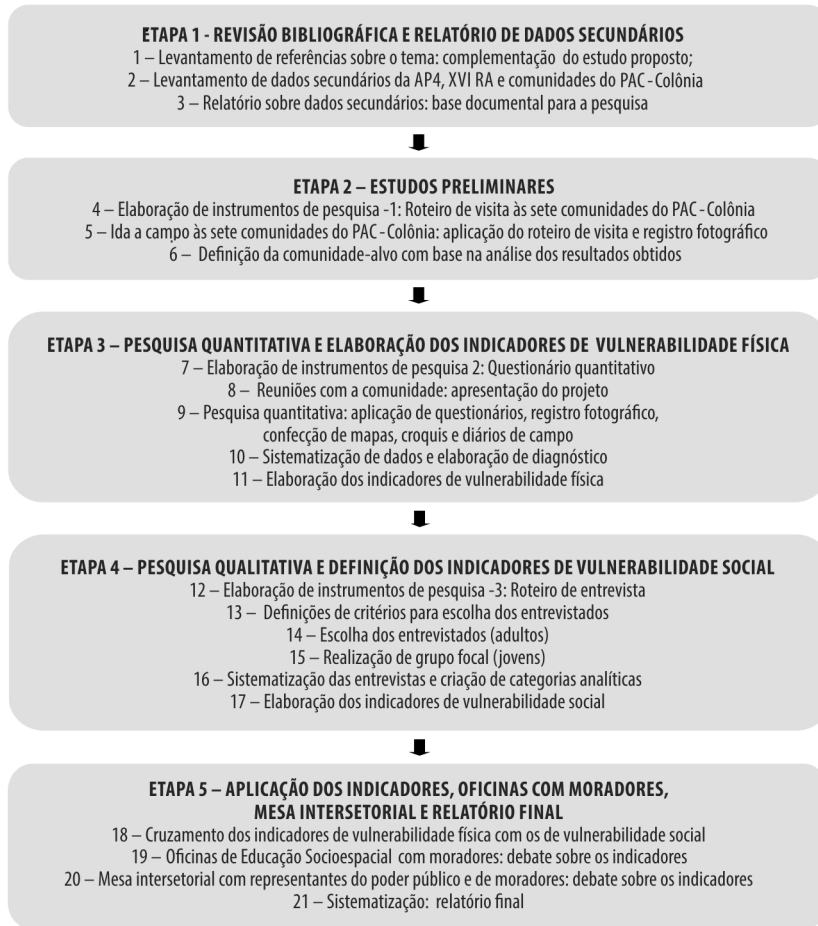 ETAPA 1 - REVISÃO BIBLIOGRÁFICA E RELATÓRIO DE DADOS SECUNDÁRIOS
1 – Levantamento de referências sobre o tema: complementação do estudo proposto;
2 – Levantamento de dados secundários da AP4, XVI RA e comunidades do PAC-Colônia
3 – Relatório sobre dados secundários: base documental para a pesquisa
ETAPA 2 – ESTUDOS PRELIMINARES
4 – Elaboração de instrumentos de pesquisa -1: Roteiro de visita às sete comunidades do PAC-Colônia
5 – Ida a campo às sete comunidades do PAC-Colônia: aplicação do roteiro de visita e registro fotográfico
6 – Definição da comunidade-alvo com base na análise dos resultados obtidos
ETAPA 3 – PESQUISA QUANTITATIVA E ELABORAÇÃO DOS INDICADORES DE VULNERABILIDADE FÍSICA
7 – Elaboração de instrumentos de pesquisa 2: Questionário quantitativo
8 – Reuniões com a comunidade: apresentação do projeto
9 – Pesquisa quantitativa: aplicação de questionários, registro fotográfico,
confecção de mapas, croquis e diários de campo
10 – Sistematização de dados e elaboração de diagnóstico
11 – Elaboração dos indicadores de vulnerabilidade física
ETAPA 4 – PESQUISA QUALITATIVA E DEFINIÇÃO DOS INDICADORES DE VULNERABILIDADE SOCIAL
12 – Elaboração de instrumentos de pesquisa -3: Roteiro de entrevista
13 – Definições de critérios para escolha dos entrevistados
14 – Escolha dos entrevistados (adultos)
15 – Realização de grupo focal (jovens)
16 – Sistematização das entrevistas e criação de categorias analíticas
17 – Elaboração dos indicadores de vulnerabilidade social
ETAPA 5 – APLICAÇÃO DOS INDICADORES, OFICINAS COM MORADORES,
MESA INTERSETORIAL E RELATÓRIO FINAL
18 – Cruzamento dos indicadores de vulnerabilidade física com os de vulnerabilidade social
19 – Oficinas de Educação Socioespacial com moradores: debate sobre os indicadores
20 – Mesa intersetorial com representantes do poder público e de moradores: debate sobre os indicadores
21 – Sistematização: relatório final